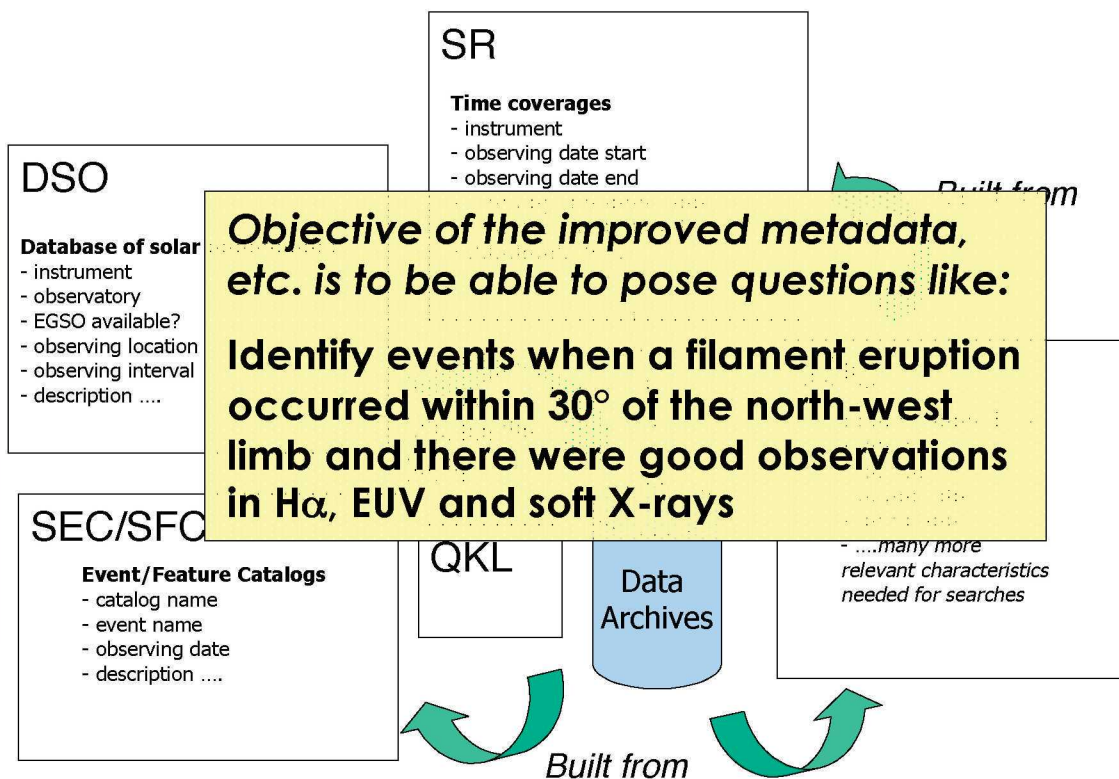 SR
Time coverages
- instrument
- observing date start
- observing date end
Built from
DSO
Database of solar
- instrument
- observatory
- EGSO available?
- observing location
- observing interval
- description ....
Objective of the improved metadata,
etc. is to be able to pose questions like:
Identify events when a filament eruption
occurred within 30° of the north-west
limb and there were good observations
in Hα, EUV and soft X-rays
SEC/SFC
Event/Feature Catalogs
- catalog name
- event name
- observing date
- description ....
QKL
Data
Archives
- ....many more
relevant characteristics
needed for searches
Built from